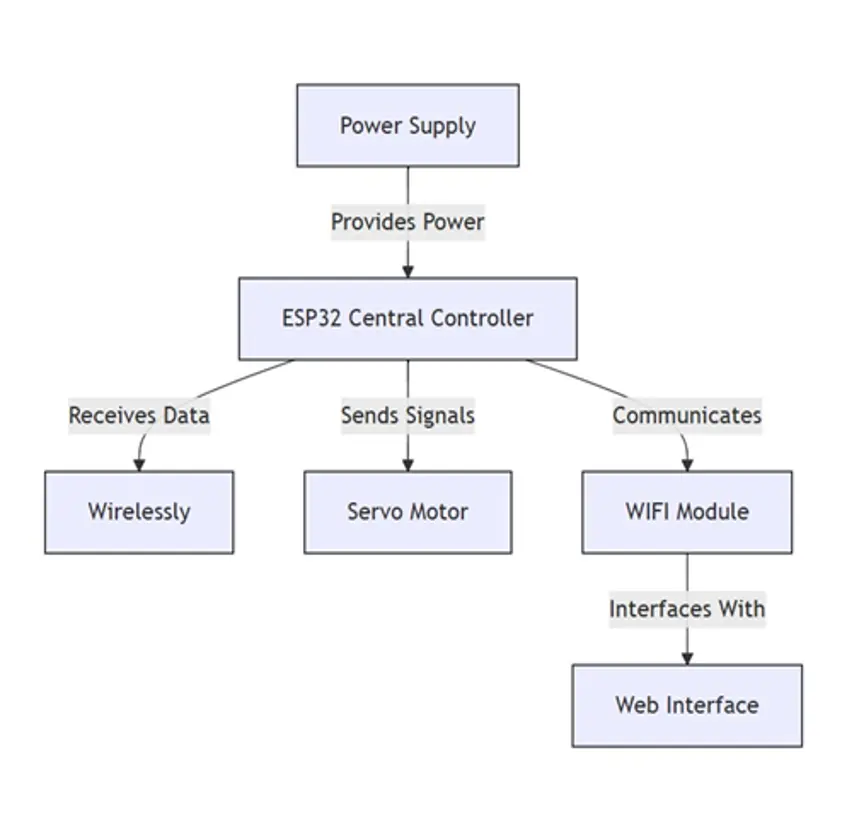 Power Supply
Provides Power
ESP32 Central Controller
Receives Data
Sends Signals
Communicates
Wirelessly
Servo Motor
WIFI Module
Interfaces With
Web Interface